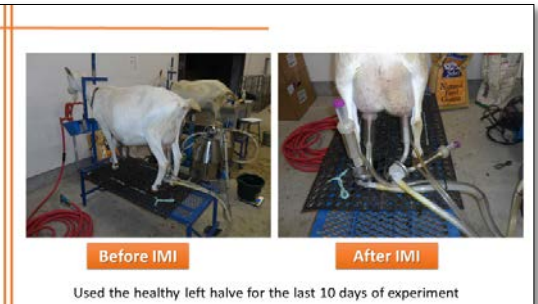 Before IMI
After IMI
Used the healthy left halve for the last 10 days of experiment